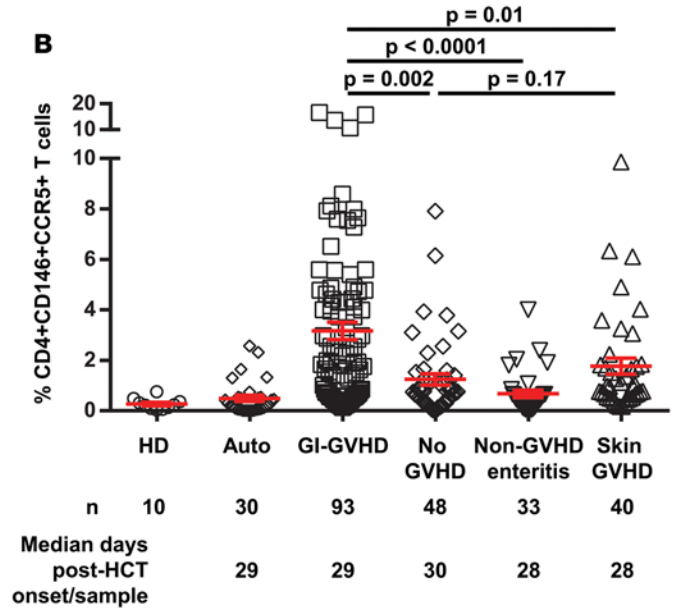 B
p = 0.01
p < 0.0001
p = 0.002 p = 0.17
% CD4+CD146+CCR5+ T cells
20
10
10
8
6
4
2
0
HD Auto GI-GVHD No GVHD Non-GVHD enteritis Skin GVHD
n 10 30 93 48 33 40
Median days
post-HCT 29 29 30 28 28
onset/sample